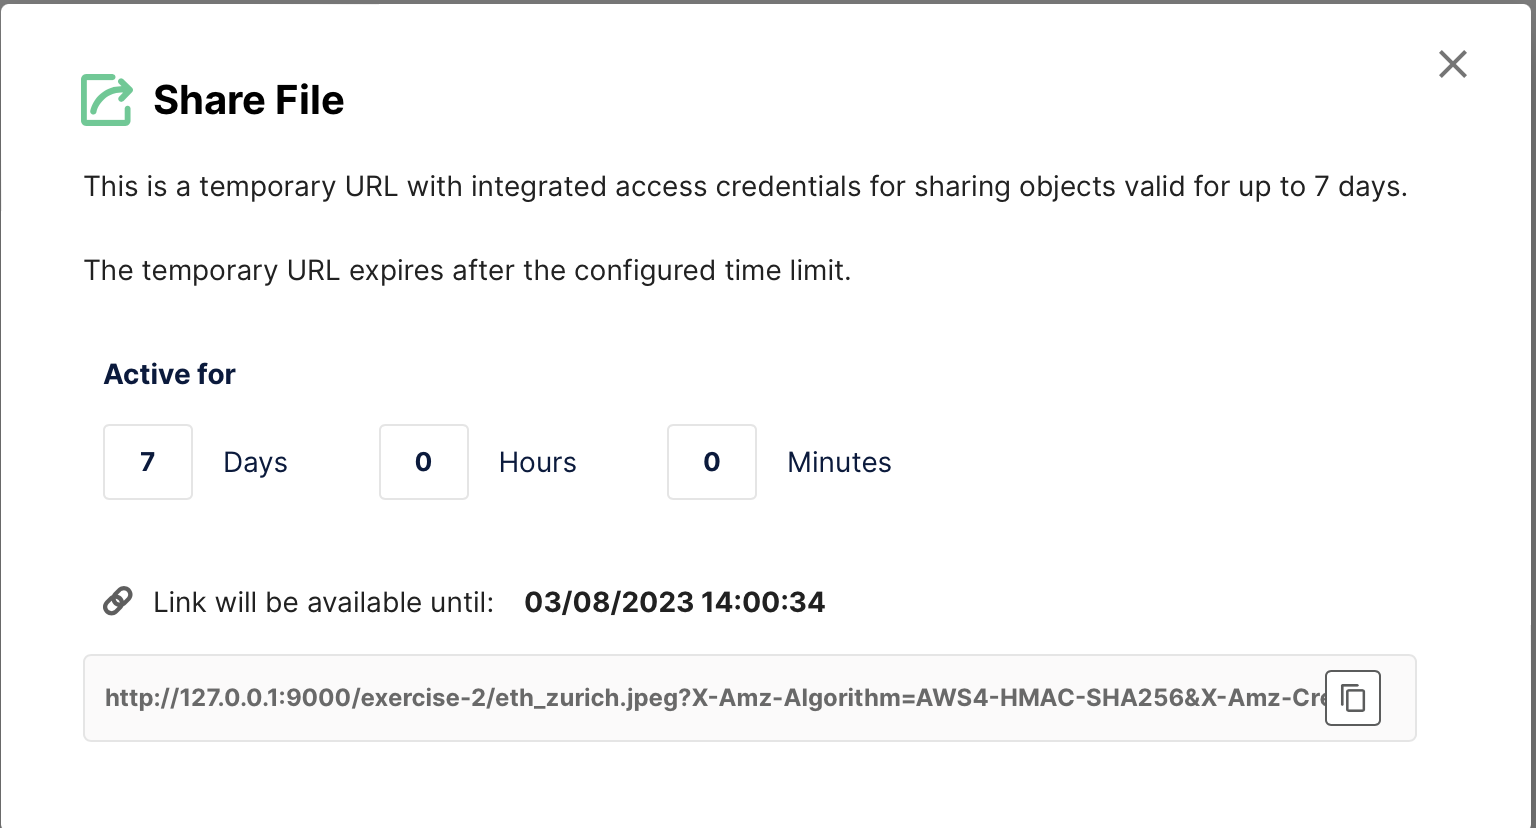 Share File
This is a temporary URL with integrated access credentials for sharing objects valid for up to 7 days.
The temporary URL expires after the configured time limit.
Active for
7 Days 0 Hours 0 Minutes
Link will be available until: 03/08/2023 14:00:34
http://127.0.0.1:9000/exercise-2/eth_zurich.jpeg?X-Amz-Algorithm=AWS4-HMAC-SHA256&X-Amz-Cre